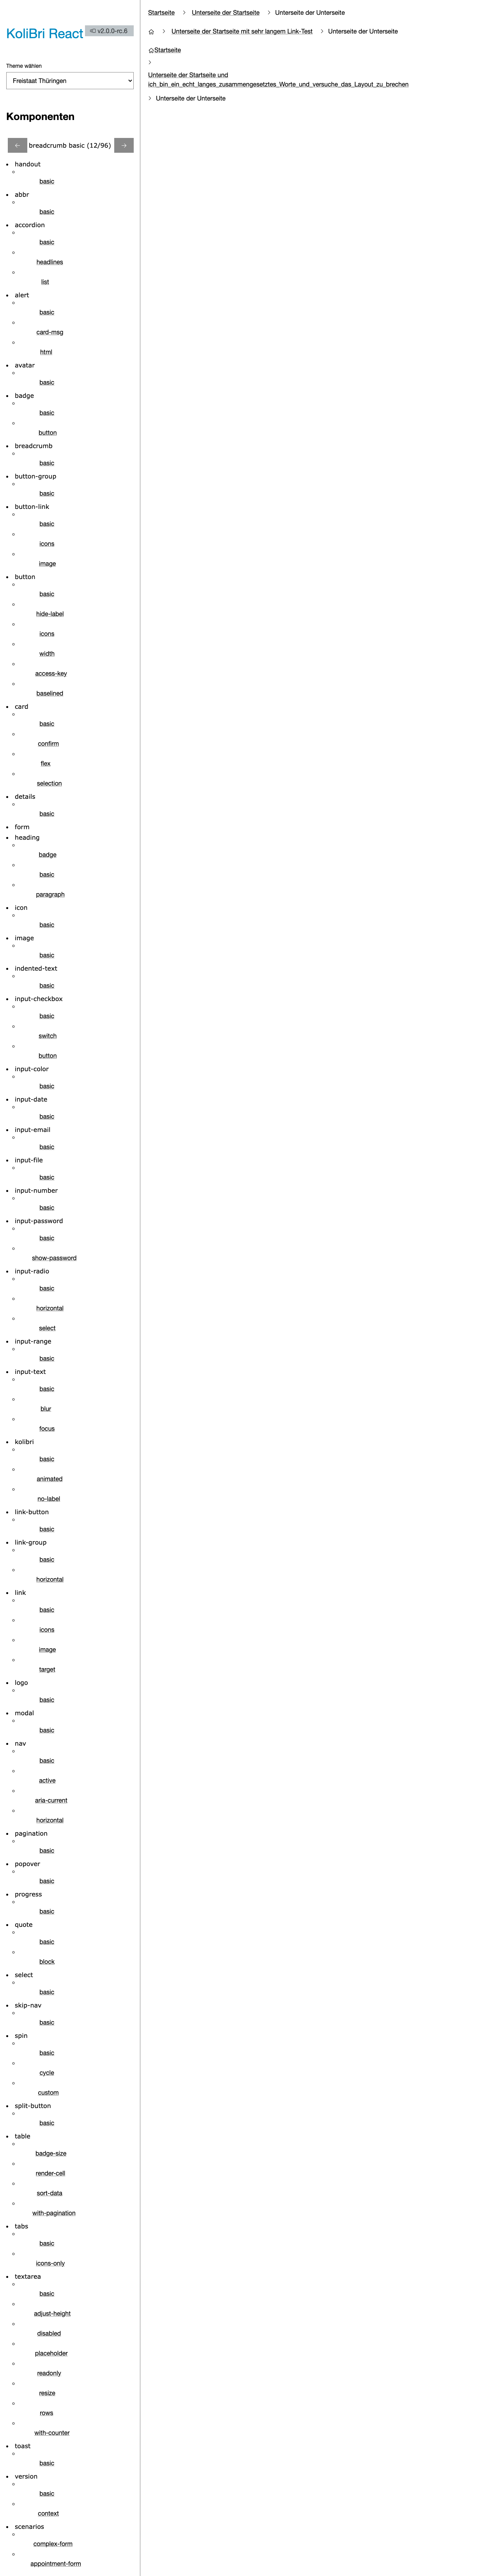 KoliBri React
v2.0.0-rc.6
Theme wählen
Freistaat Thüringen
Komponenten
breadcrumb basic (12/96)
handout
basic
abbr
basic
accordion
basic
headlines
list
alert
basic
card-msg
html
avatar
basic
badge
basic
button
breadcrumb
basic
button-group
basic
button-link
basic
icons
image
button
basic
hide-label
icons
width
access-key
baselined
card
basic
confirm
flex
selection
details
basic
form
heading
badge
basic
paragraph
icon
basic
image
basic
indented-text
basic
input-checkbox
basic
switch
button
input-color
basic
input-date
basic
input-email
basic
input-file
basic
input-number
basic
input-password
basic
show-password
input-radio
basic
horizontal
select
input-range
basic
input-text
basic
blur
focus
kolibri
basic
animated
no-label
link-button
basic
link-group
basic
horizontal
link
basic
icons
image
target
logo
basic
modal
basic
nav
basic
active
aria-current
horizontal
pagination
basic
popover
basic
progress
basic
quote
basic
block
select
basic
skip-nav
basic
spin
basic
cycle
custom
split-button
basic
table
badge-size
render-cell
sort-data
with-pagination
tabs
basic
icons-only
textarea
basic
adjust-height
disabled
placeholder
readonly
resize
rows
with-counter
toast
basic
version
basic
context
scenarios
complex-form
appointment-form
Startseite Unterseite der Startseite Unterseite der Unterseite
Unterseite der Startseite mit sehr langem Link-Test Unterseite der Unterseite
Startseite
Unterseite der Startseite und
ich_bin_ein_echt_langes_zusammengesetztes_Worte_und_versuche_das_Layout_zu_brechen
Unterseite der Unterseite